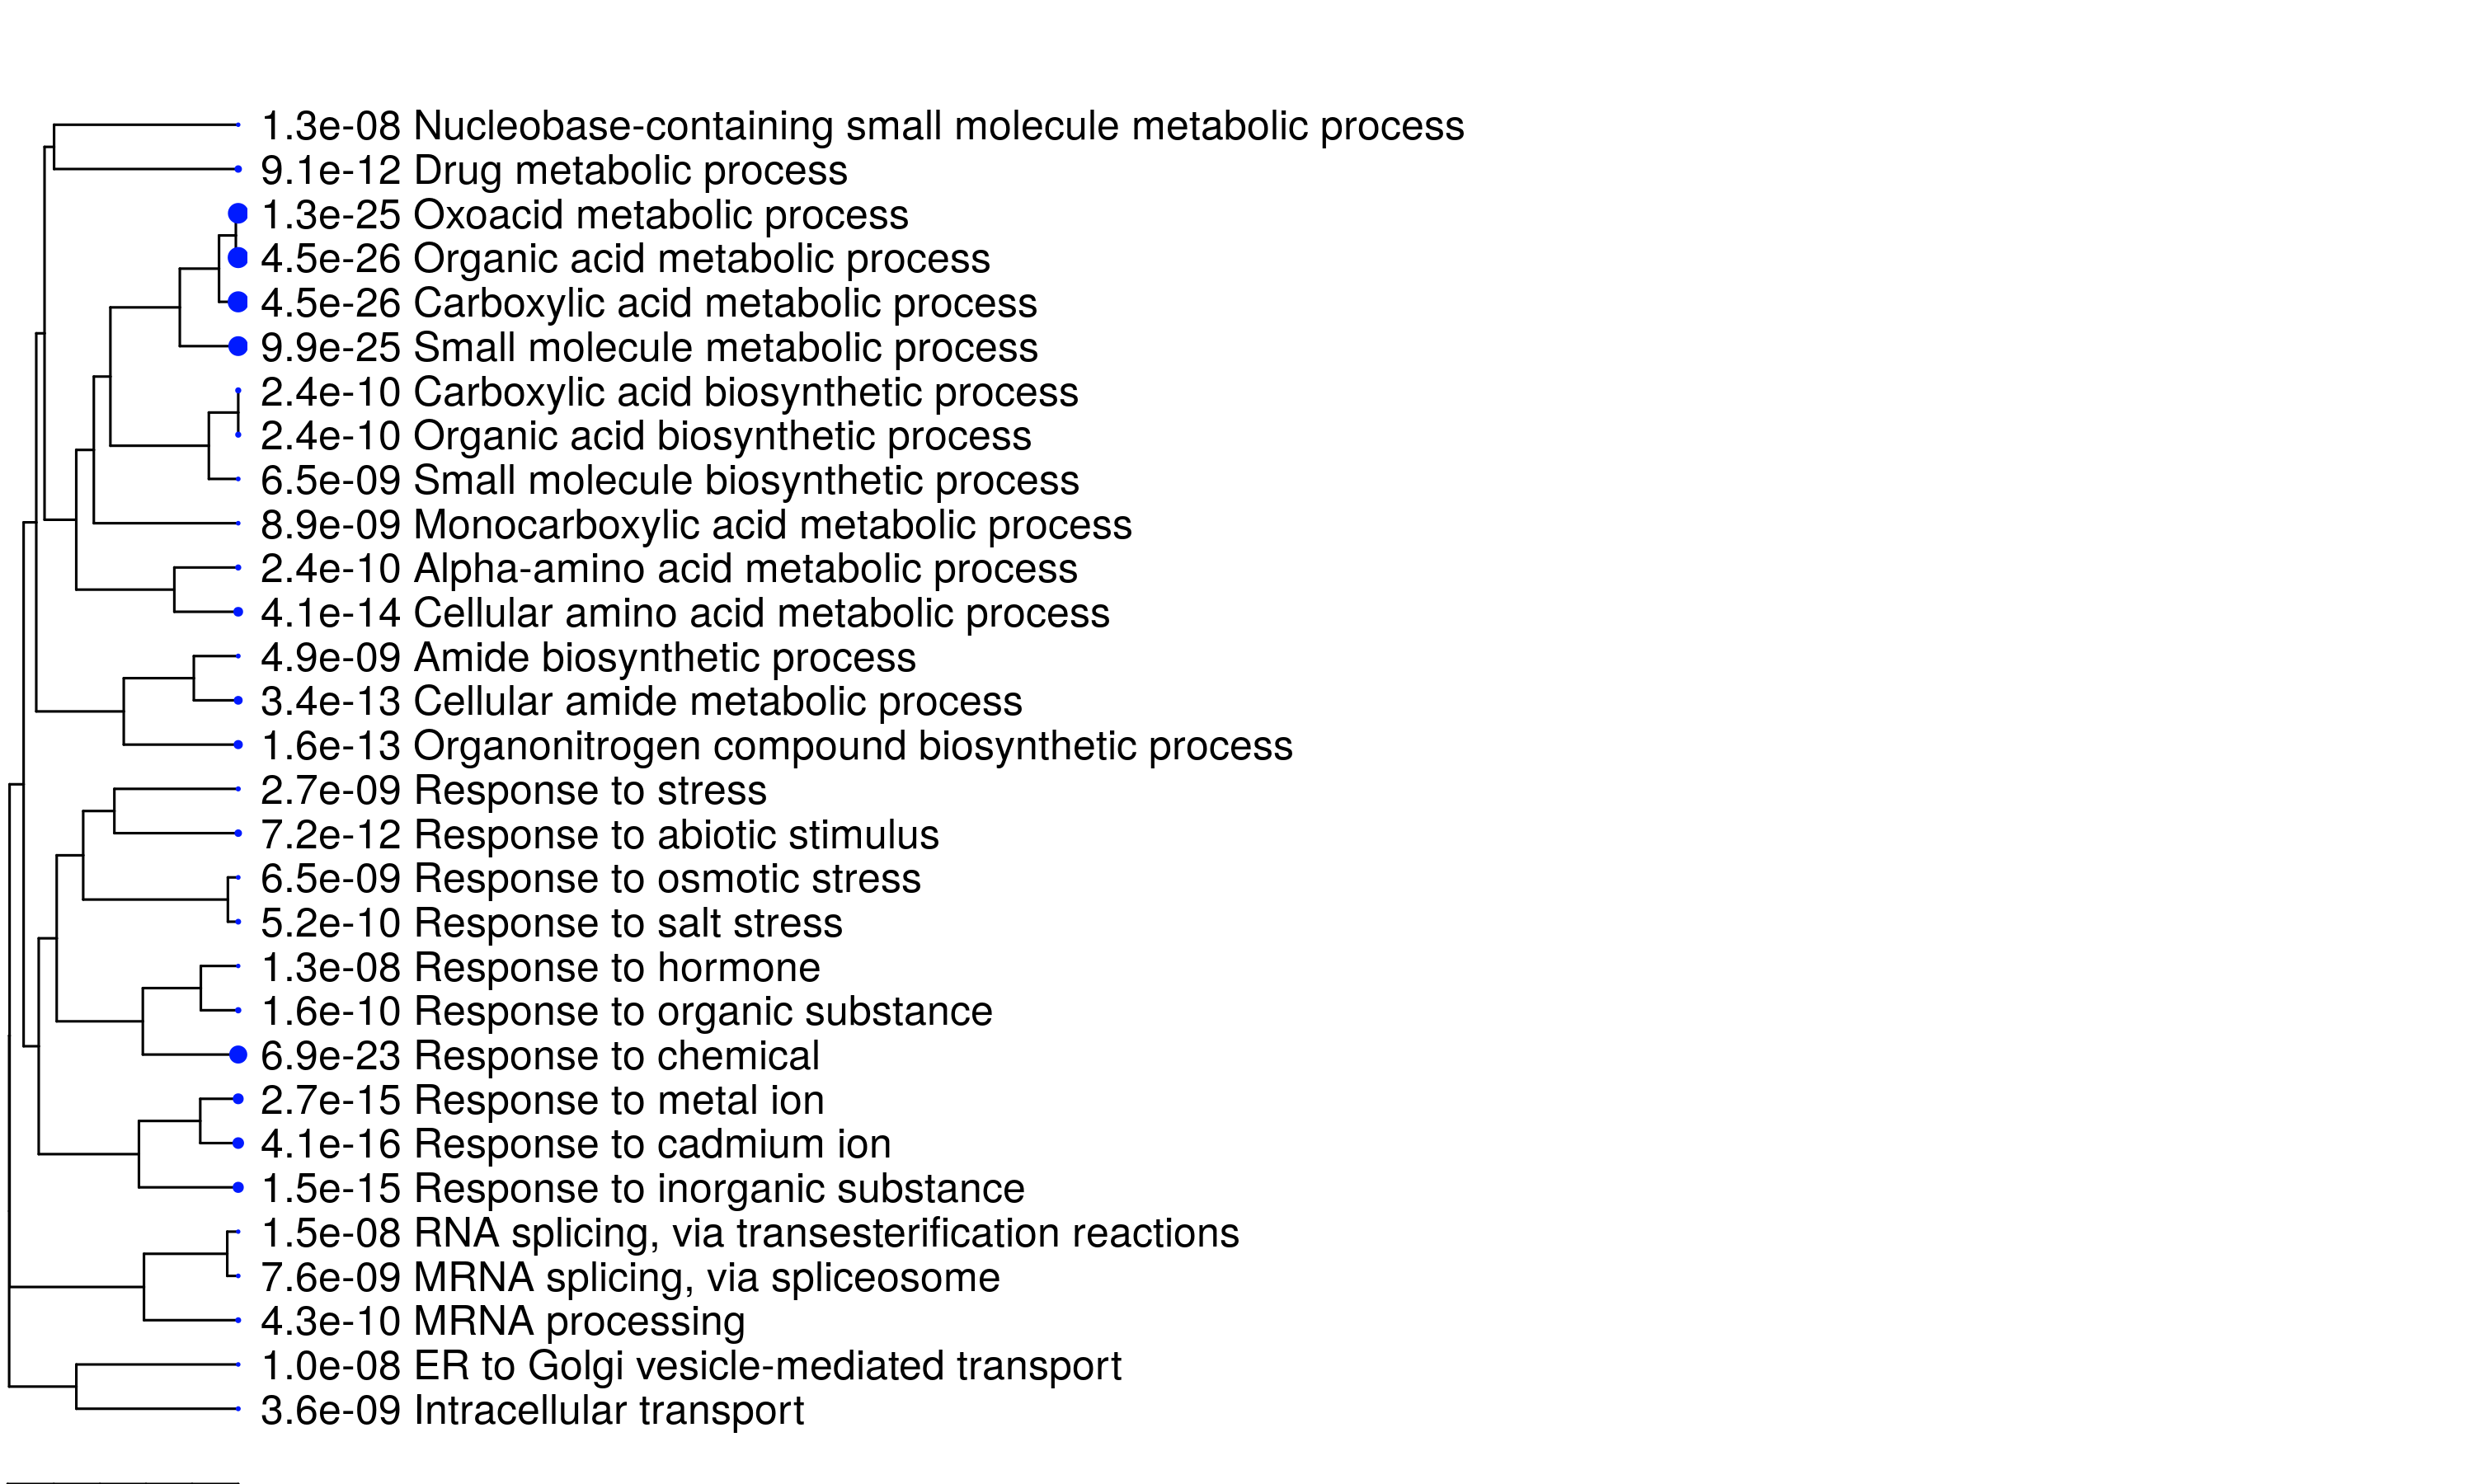 1.3e-08 Nucleobase-containing small molecule metabolic process
9.1e-12 Drug metabolic process
1.3e-25 Oxoacid metabolic process
4.5e-26 Organic acid metabolic process
4.5e-26 Carboxylic acid metabolic process
9.9e-25 Small molecule metabolic process
2.4e-10 Carboxylic acid biosynthetic process
2.4e-10 Organic acid biosynthetic process
6.5e-09 Small molecule biosynthetic process
8.9e-09 Monocarboxylic acid metabolic process
2.4e-10 Alpha-amino acid metabolic process
4.1e-14 Cellular amino acid metabolic process
4.9e-09 Amide biosynthetic process
3.4e-13 Cellular amide metabolic process
1.6e-13 Organonitrogen compound biosynthetic process
2.7e-09 Response to stress
7.2e-12 Response to abiotic stimulus
6.5e-09 Response to osmotic stress
5.2e-10 Response to salt stress
1.3e-08 Response to hormone
1.6e-10 Response to organic substance
6.9e-23 Response to chemical
2.7e-15 Response to metal ion
4.1e-16 Response to cadmium ion
1.5e-15 Response to inorganic substance
1.5e-08 RNA splicing, via transesterification reactions
7.6e-09 MRNA splicing, via spliceosome
4.3e-10 MRNA processing
1.0e-08 ER to Golgi vesicle-mediated transport
3.6e-09 Intracellular transport